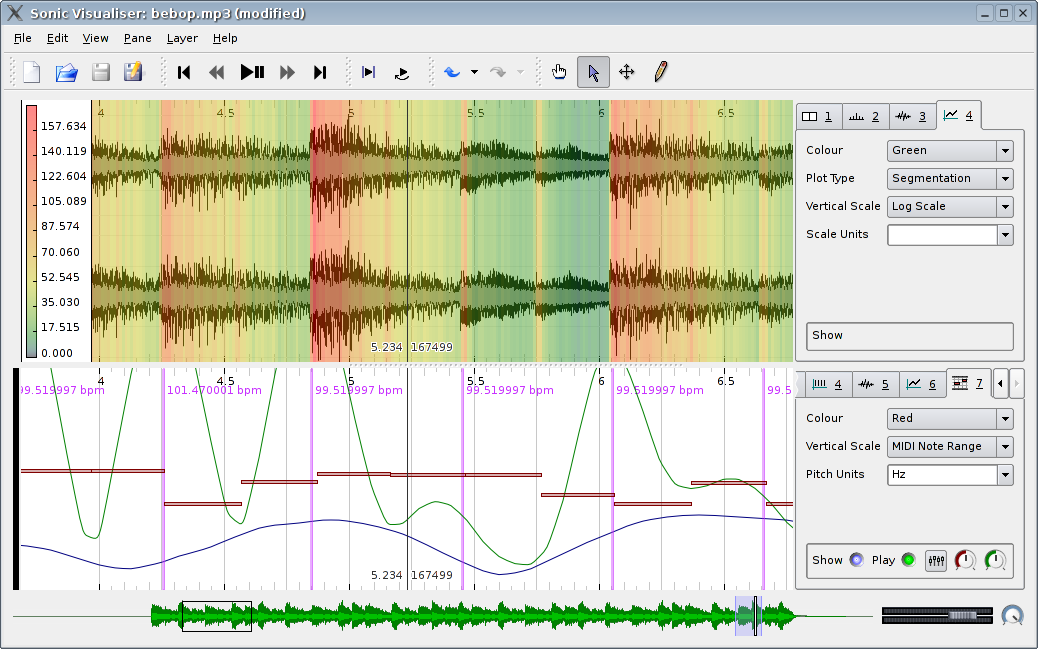 Sonic Visualiser: bebop.mp3 (modified)
File Edit View Pane Layer Help
4 4.5 5 5.5 6 6.5
157.634
140.119
122.604
105.089
87.574
70.060
52.545
35.030
17.515
0.000
5.234 167499
1 2 3 4
Colour Green
Plot Type Segmentation
Vertical Scale Log Scale
Scale Units
Show
4 4.5 5 5.5 6 6.5
99.519997 bpm 101.470001 bpm 99.519997 bpm 99.519997 bpm 99.519997 bpm 99.5
5.234 167499
4 5 6 7
Colour Red
Vertical Scale MIDI Note Range
Pitch Units Hz
Show Play